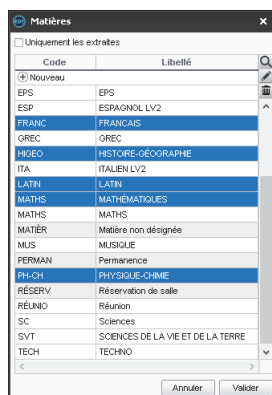 EDT Matières
Uniquement les extraites
Code Libellé
Nouveau
EPS EPS
ESP ESPAGNOL LV2
FRANC FRANCAIS
GREC GREC
HIGEO HISTOIRE-GÉOGRAPHIE
ITA ITALIEN LV2
LATIN LATIN
MATHS MATHÉMATIQUES
MATHS MATHS
MATIÈR Matière non désignée
MUS MUSIQUE
PERMAN Permanence
PH-CH PHYSIQUE-CHIMIE
RÉSERV Réservation de salle
RÉUNIO Réunion
SC Sciences
SVT SCIENCES DE LA VIE ET DE LA TERRE
TECH TECHNO
Annuler Valider